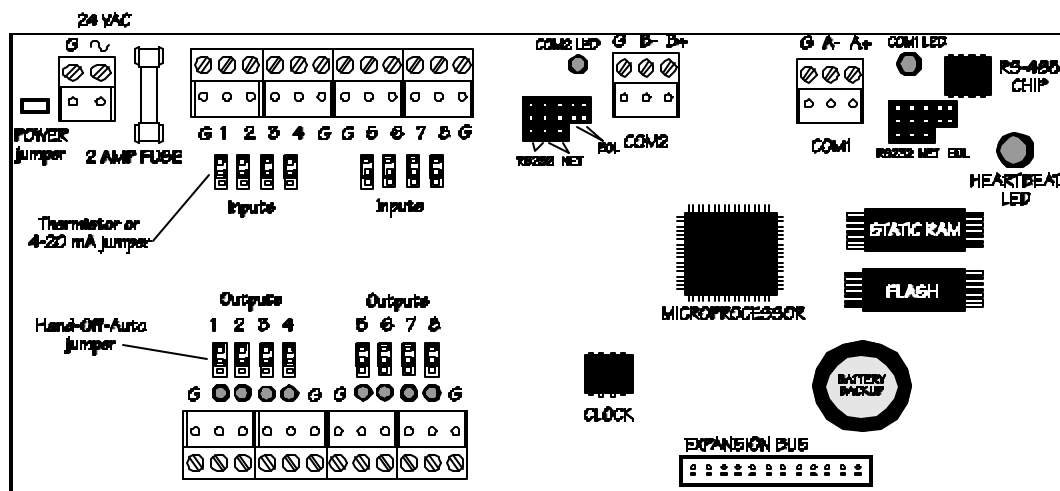 24 VAC
G
POWER
jumper
2 AMP FUSE
G 1 2 3 4 G G 5 6 7 8 G
Inputs
Inputs
Thermistor or
4-20 mA jumper
COM2 LED
G B- B+
COM2
RS232 NET
EOL
G A- A+
COM1
COM1 LED
RS-485
CHIP
RS232 NET EOL
HEARTBEAT
LED
STATIC RAM
FLASH
MICROPROCESSOR
Outputs
Outputs
1 2 3 4
5 6 7 8
Hand-Off-Auto
jumper
G G G G
CLOCK
BATTERY
BACKUP
EXPANSION BUS